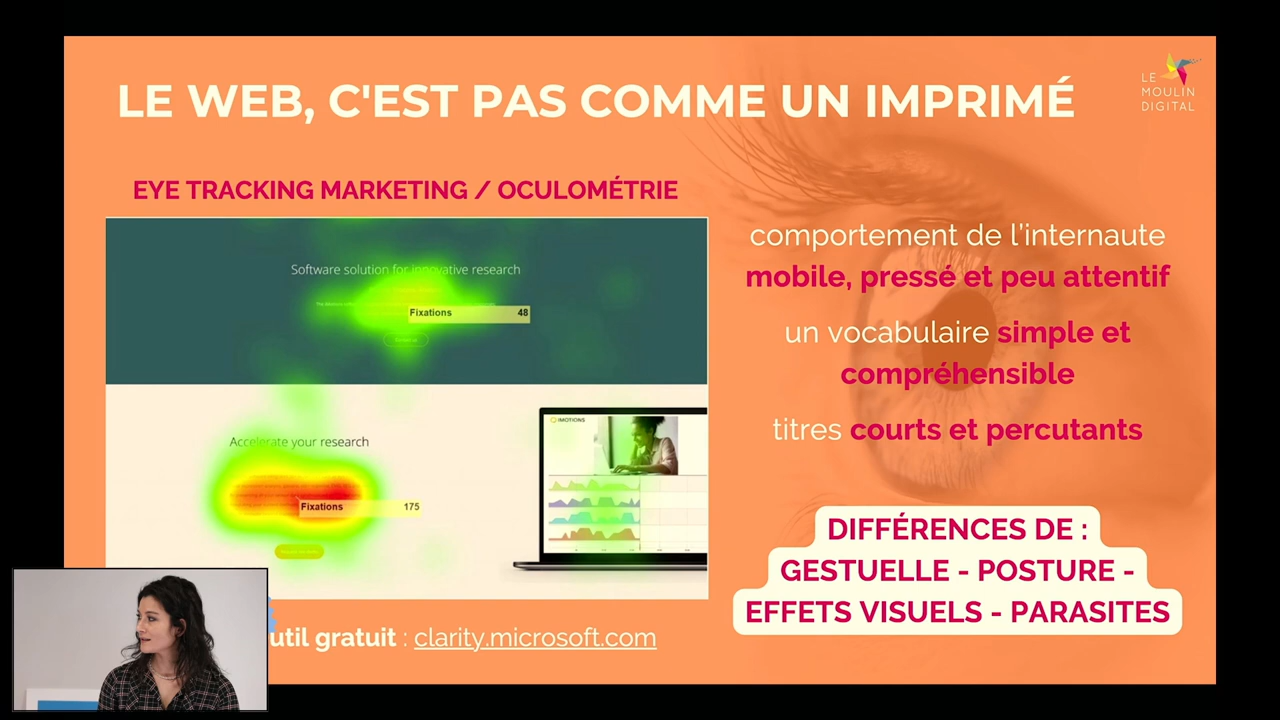 LE WEB, C'EST PAS COMME UN IMPRIMÉ
LE
MOULIN
DIGITAL
EYE TRACKING MARKETING / OCULOMÉTRIE
Software solution for innovative research
Fixations 48
Accelerate your research
Fixations 175
IMOTIONS
util gratuit : clarity.microsoft.com
comportement de l'internaute
mobile, pressé et peu attentif
un vocabulaire simple et
compréhensible
titres courts et percutants
DIFFÉRENCES DE :
GESTUELLE - POSTURE -
EFFETS VISUELS - PARASITES